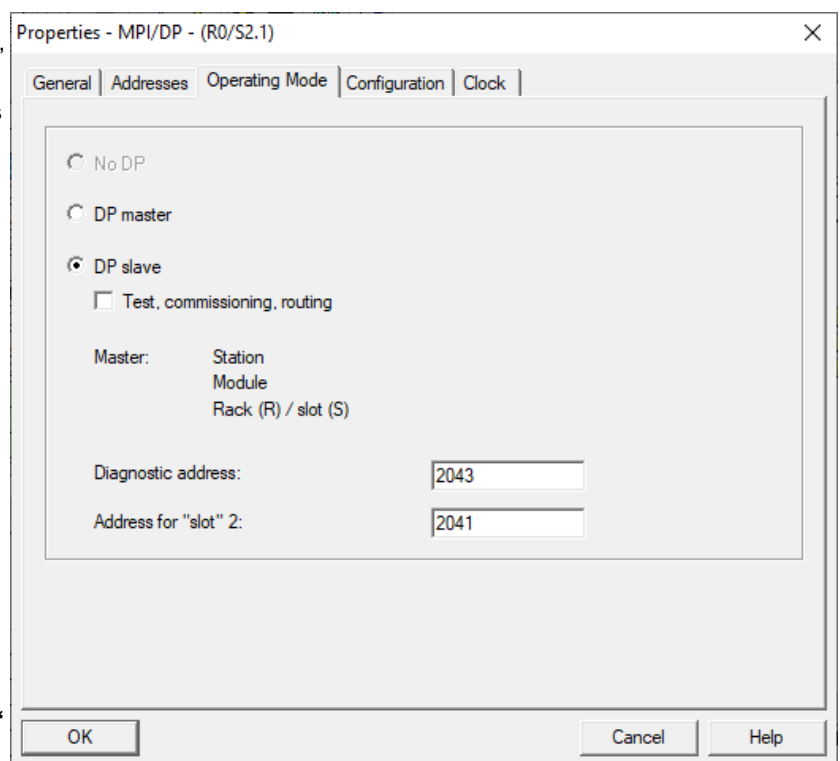 Properties - MPI/DP - (R0/S2.1)
General Addresses Operating Mode Configuration Clock
No DP
DP master
DP slave
Test, commissioning, routing
Master: Station
Module
Rack (R) / slot (S)
Diagnostic address: 2043
Address for "slot" 2: 2041
OK Cancel Help